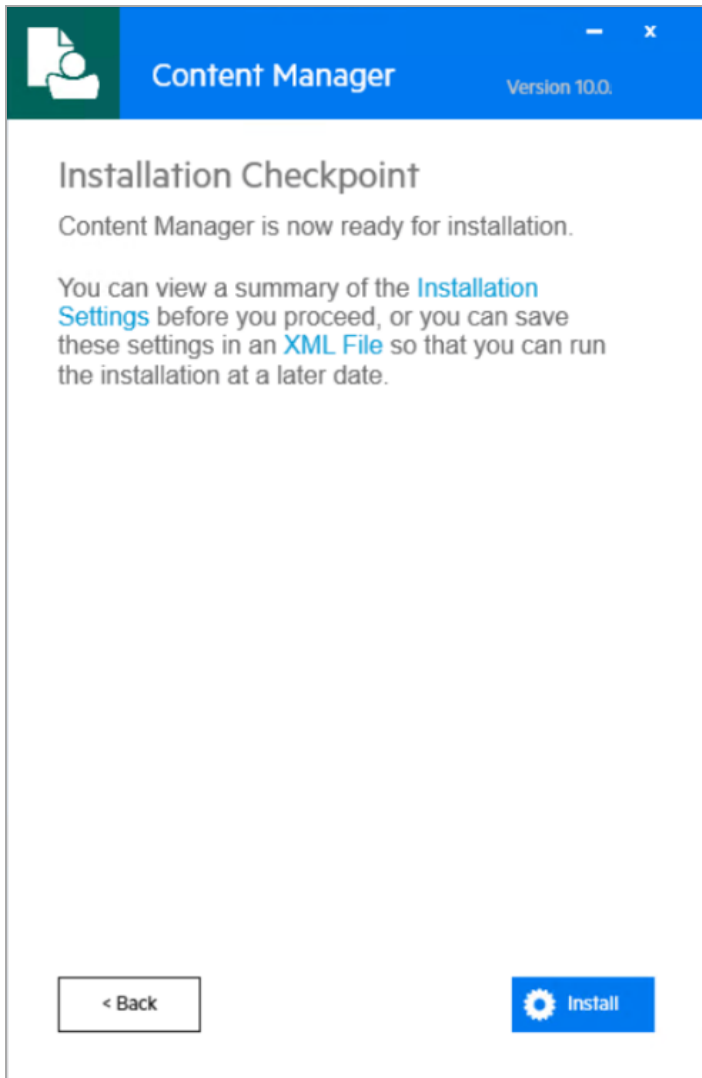 Content Manager
Version 10.0.
Installation Checkpoint
Content Manager is now ready for installation.
You can view a summary of the Installation
Settings before you proceed, or you can save
these settings in an XML File so that you can run
the installation at a later date.
< Back
Install